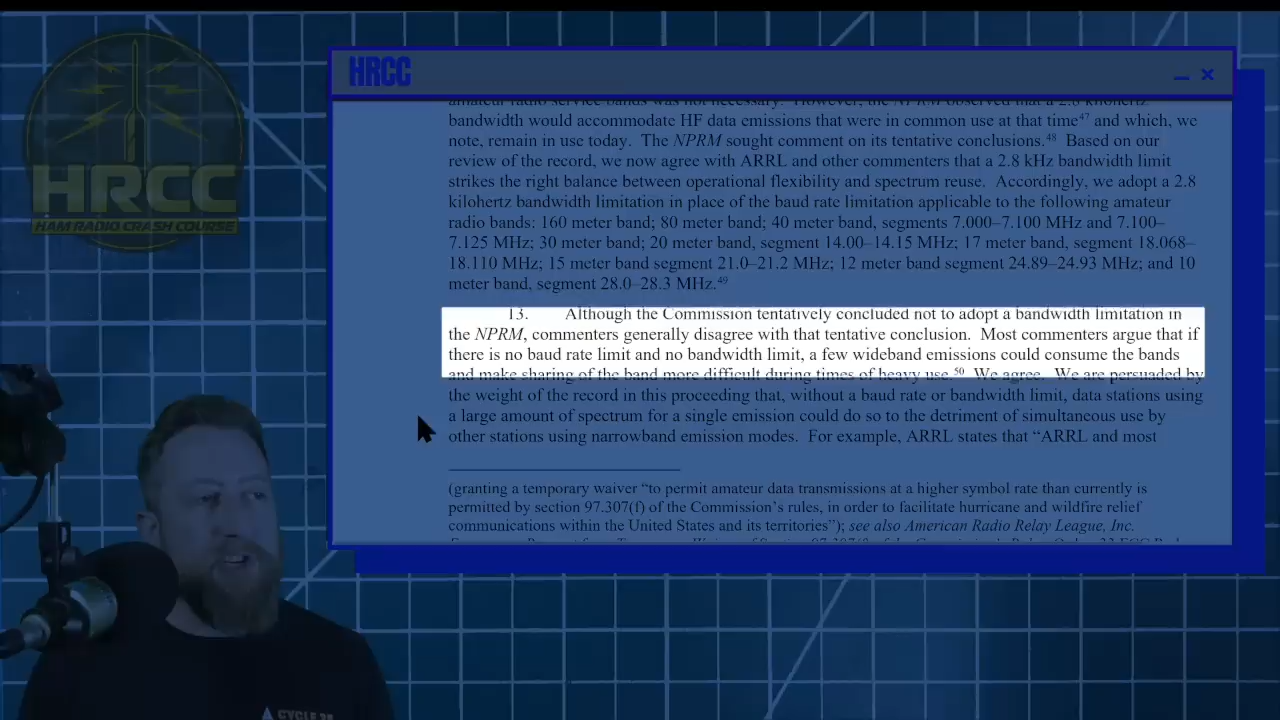 HRCC
HAM RADIO CRASH COURSE
HRCC
amateur radio service bands was not necessary. However, the NPRM observed that a 2.8 kilohertz
bandwidth would accommodate HF data emissions that were in common use at that time47 and which, we
note, remain in use today. The NPRM sought comment on its tentative conclusions.48 Based on our
review of the record, we now agree with ARRL and other commenters that a 2.8 kHz bandwidth limit
strikes the right balance between operational flexibility and spectrum reuse. Accordingly, we adopt a 2.8
kilohertz bandwidth limitation in place of the baud rate limitation applicable to the following amateur
radio bands: 160 meter band; 80 meter band; 40 meter band, segments 7.000–7.100 MHz and 7.100–
7.125 MHz; 30 meter band; 20 meter band, segment 14.00–14.15 MHz; 17 meter band, segment 18.068–
18.110 MHz; 15 meter band segment 21.0–21.2 MHz; 12 meter band segment 24.89–24.93 MHz; and 10
meter band, segment 28.0–28.3 MHz.49
13. Although the Commission tentatively concluded not to adopt a bandwidth limitation in
the NPRM, commenters generally disagree with that tentative conclusion. Most commenters argue that if
there is no baud rate limit and no bandwidth limit, a few wideband emissions could consume the bands
and make sharing of the band more difficult during times of heavy use.50 We agree. We are persuaded by
the weight of the record in this proceeding that, without a baud rate or bandwidth limit, data stations using
a large amount of spectrum for a single emission could do so to the detriment of simultaneous use by
other stations using narrowband emission modes. For example, ARRL states that “ARRL and most
(granting a temporary waiver “to permit amateur data transmissions at a higher symbol rate than currently is
permitted by section 97.307(f) of the Commission’s rules, in order to facilitate hurricane and wildfire relief
communications within the United States and its territories”); see also American Radio Relay League, Inc.
CYCLE